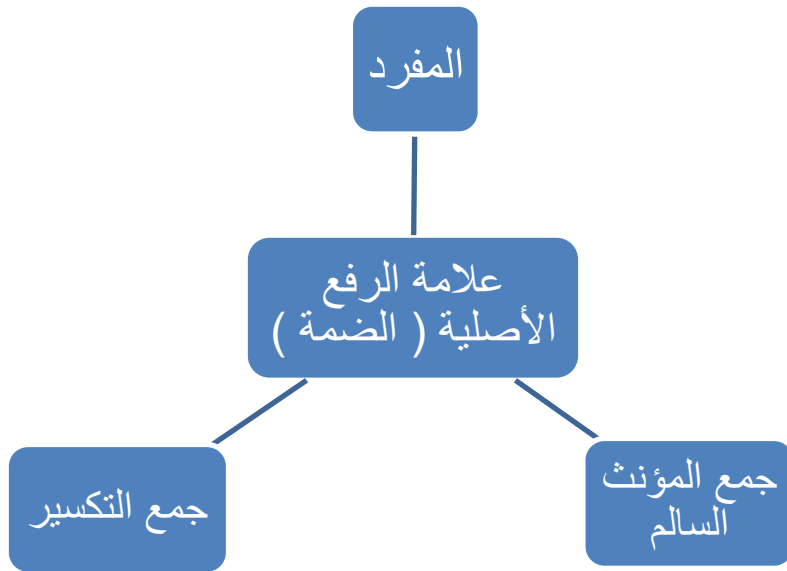 المفرد
علامة الرفع
الأصلية ( الضمة )
جمع المؤنث
السالم
جمع التكسير